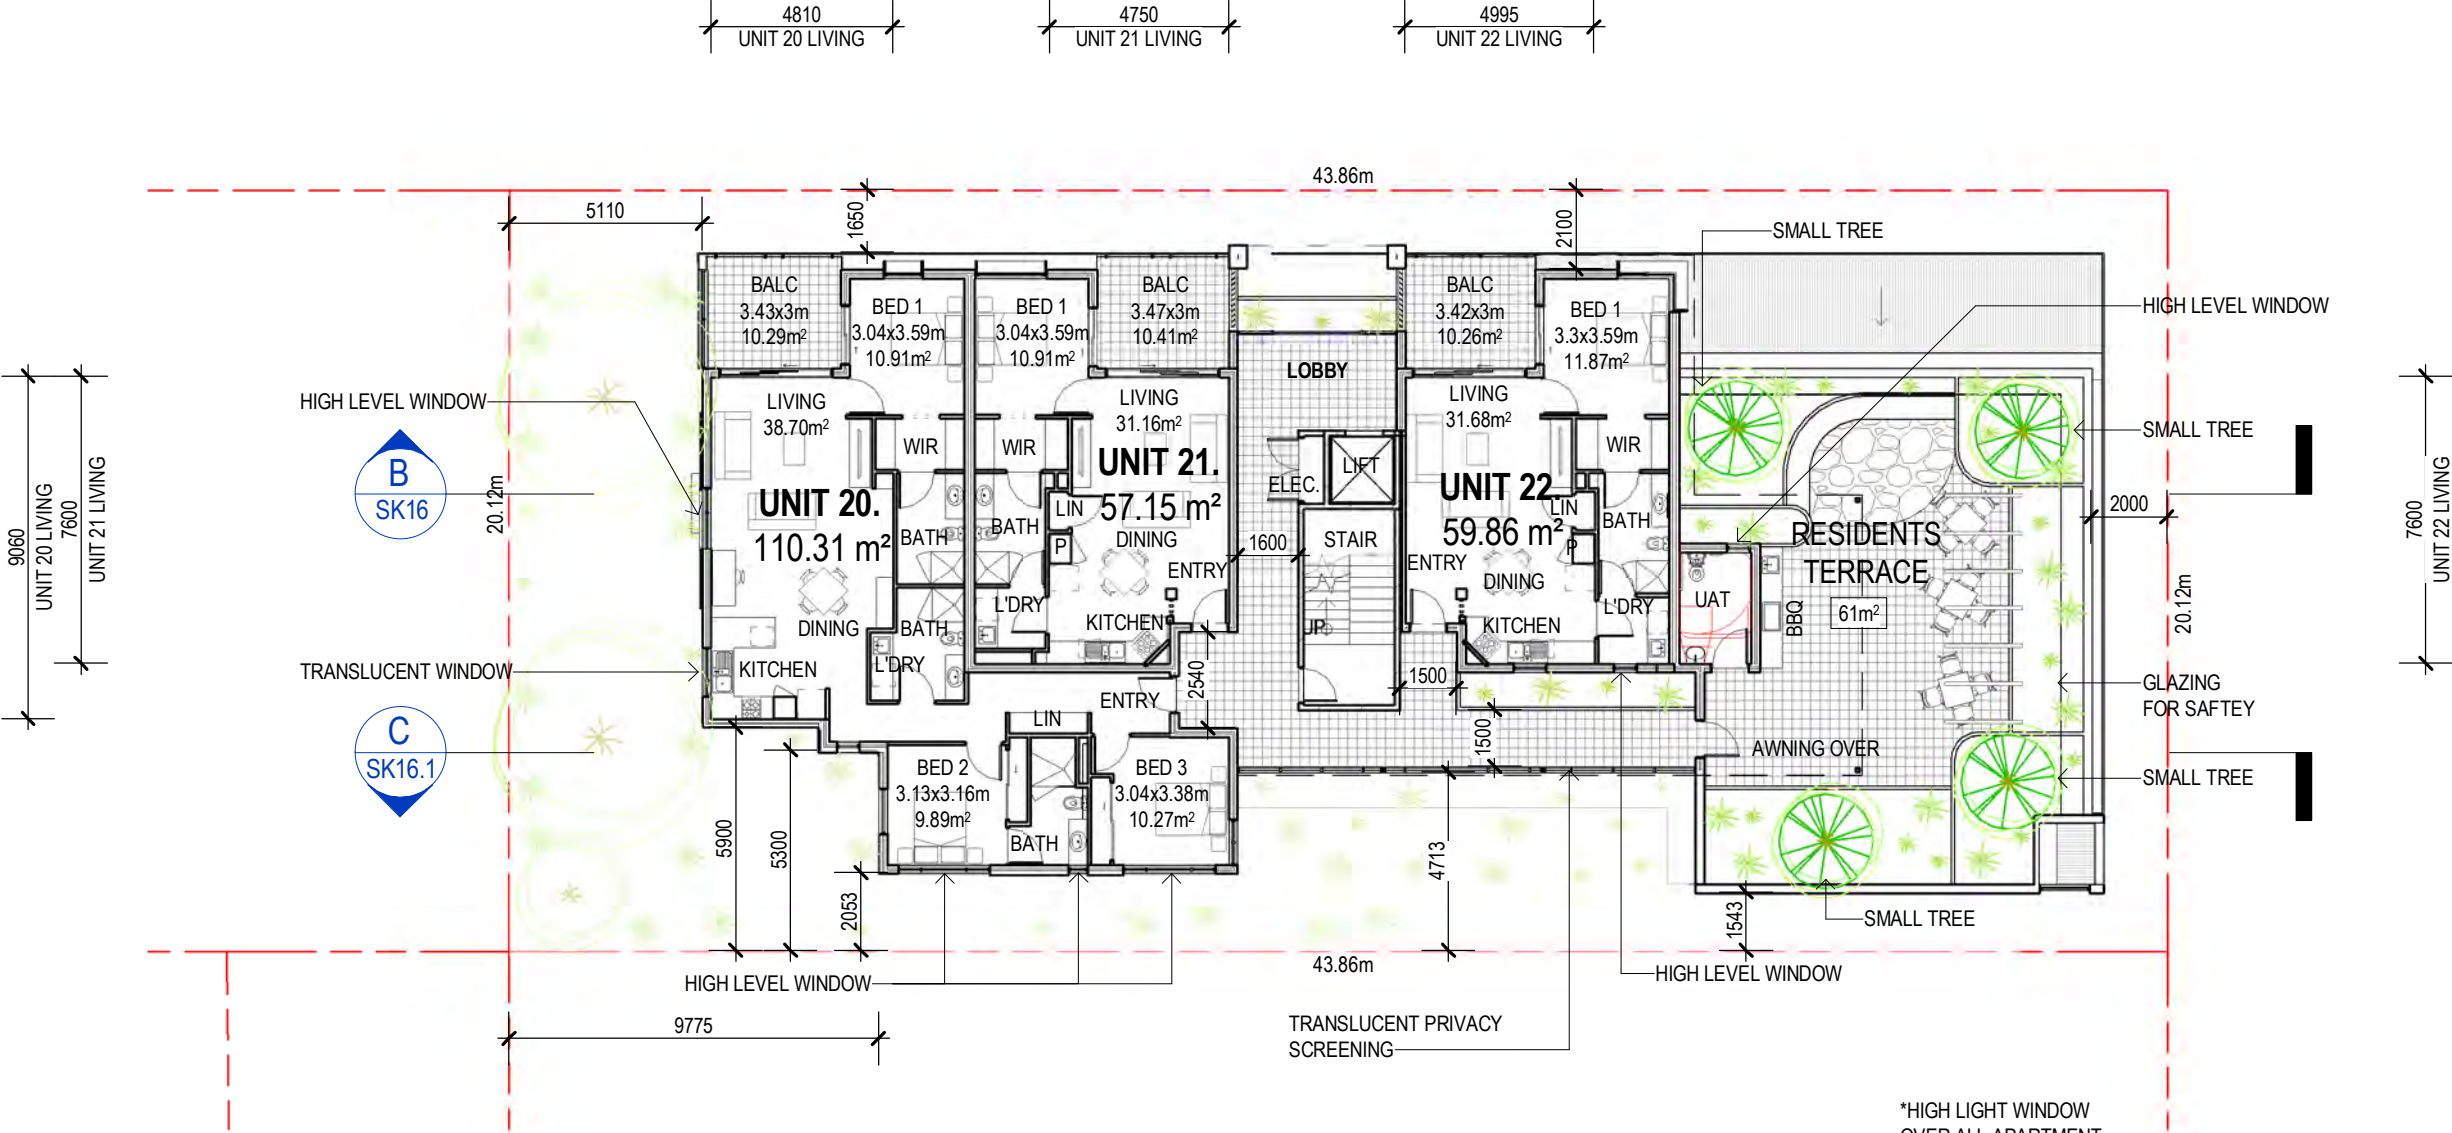 4810
UNIT 20 LIVING
4750
UNIT 21 LIVING
4995
UNIT 22 LIVING
43.86m
5110
1650
2100
SMALL TREE
HIGH LEVEL WINDOW
BALC
3.43x3m
10.29m²
BED 1
3.04x3.59m
10.91m²
BED 1
3.04x3.59m
10.91m²
BALC
3.47x3m
10.41m²
BALC
3.42x3m
10.26m²
BED 1
3.3x3.59m
11.87m²
LOBBY
HIGH LEVEL WINDOW
LIVING
38.70m²
LIVING
31.16m²
LIVING
31.68m²
WIR
WIR
WIR
SMALL TREE
B
SK16
20.12m
9060
UNIT 20 LIVING
7600
UNIT 21 LIVING
7600
UNIT 22 LIVING
UNIT 20.
110.31 m²
UNIT 21.
57.15 m²
UNIT 22.
59.86 m²
ELEC.
LIFT
LIN
LIN
BATH
BATH
BATH
P
P
DINING
ENTRY
1600
STAIR
ENTRY
DINING
RESIDENTS
TERRACE
61m²
2000
20.12m
UAT
BBQ
L'DRY
L'DRY
KITCHEN
KITCHEN
UP
DINING
BATH
L'DRY
KITCHEN
TRANSLUCENT WINDOW
2540
1500
1500
ENTRY
LIN
GLAZING
FOR SAFTEY
C
SK16.1
AWNING OVER
SMALL TREE
BED 2
3.13x3.16m
9.89m²
BED 3
3.04x3.38m
10.27m²
BATH
5900
5300
2053
4713
1543
SMALL TREE
43.86m
HIGH LEVEL WINDOW
HIGH LEVEL WINDOW
9775
TRANSLUCENT PRIVACY
SCREENING
*HIGH LIGHT WINDOW
OVER ALL APARTMENT